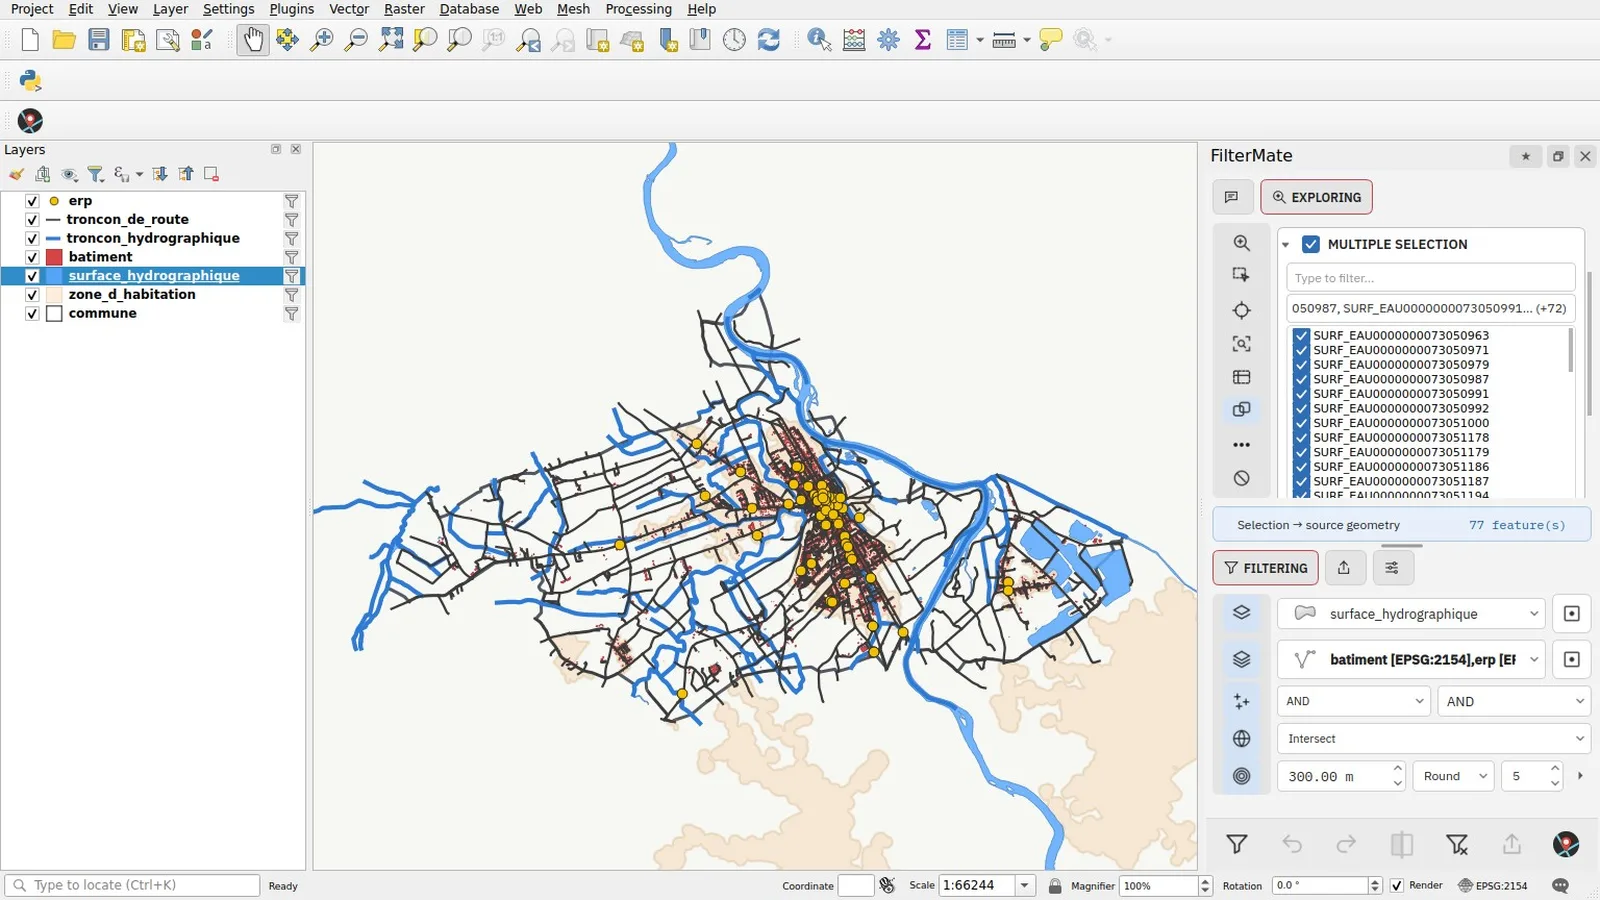 Project Edit View Layer Settings Plugins Vector Raster Database Web Mesh Processing Help
Layers
erp
troncon_de_route
troncon_hydrographique
batiment
surface_hydrographique
zone_d_habitation
commune
FilterMate
EXPLORING
MULTIPLE SELECTION
Type to filter...
050987, SURF_EAU0000000073050991... (+72)
SURF_EAU0000000073050963
SURF_EAU0000000073050971
SURF_EAU0000000073050979
SURF_EAU0000000073050987
SURF_EAU0000000073050991
SURF_EAU0000000073050992
SURF_EAU0000000073051000
SURF_EAU0000000073051178
SURF_EAU0000000073051179
SURF_EAU0000000073051186
SURF_EAU0000000073051187
SURF_EAU0000000073051194
Selection → source geometry 77 feature(s)
FILTERING
surface_hydrographique
batiment [EPSG:2154],erp [EF
AND AND
Intersect
300.00 m Round 5
Type to locate (Ctrl+K) Ready Coordinate Scale 1:66244 Magnifier 100% Rotation 0.0 ° Render EPSG:2154